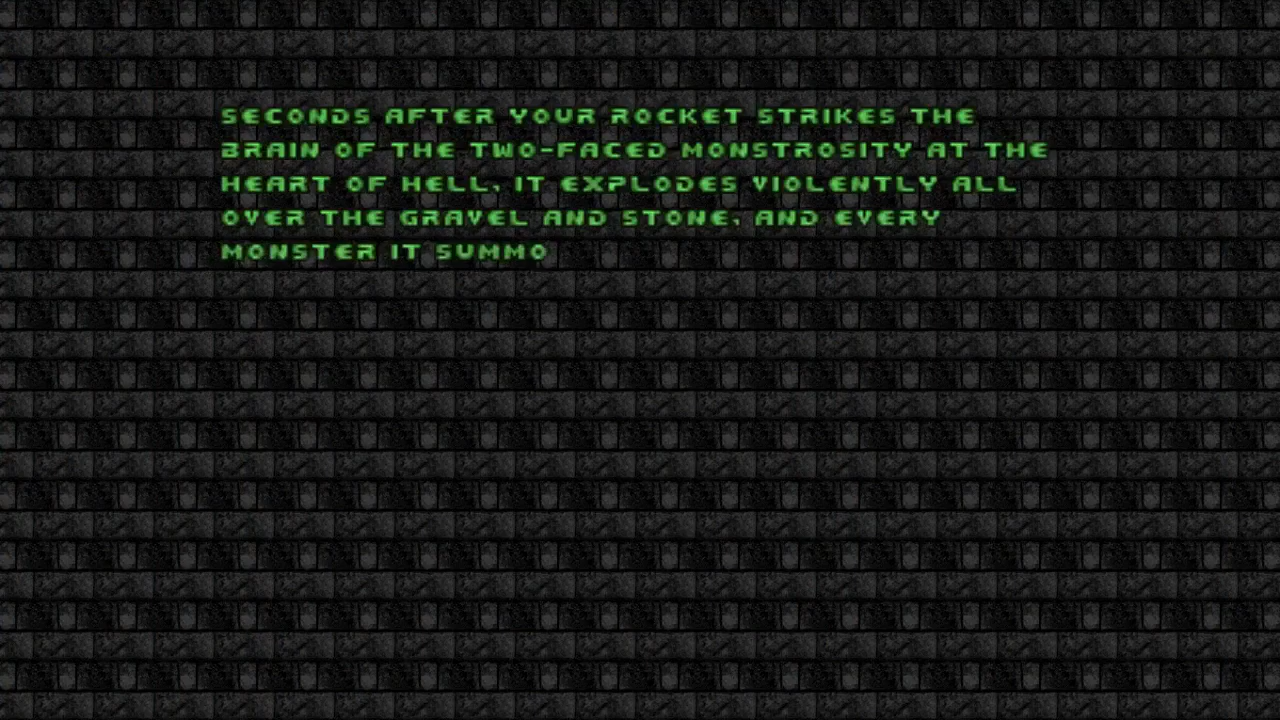 SECONDS AFTER YOUR ROCKET STRIKES THE
BRAIN OF THE TWO-FACED MONSTROSITY AT THE
HEART OF HELL, IT EXPLODES VIOLENTLY ALL
OVER THE GRAVEL AND STONE, AND EVERY
MONSTER IT SUMMO